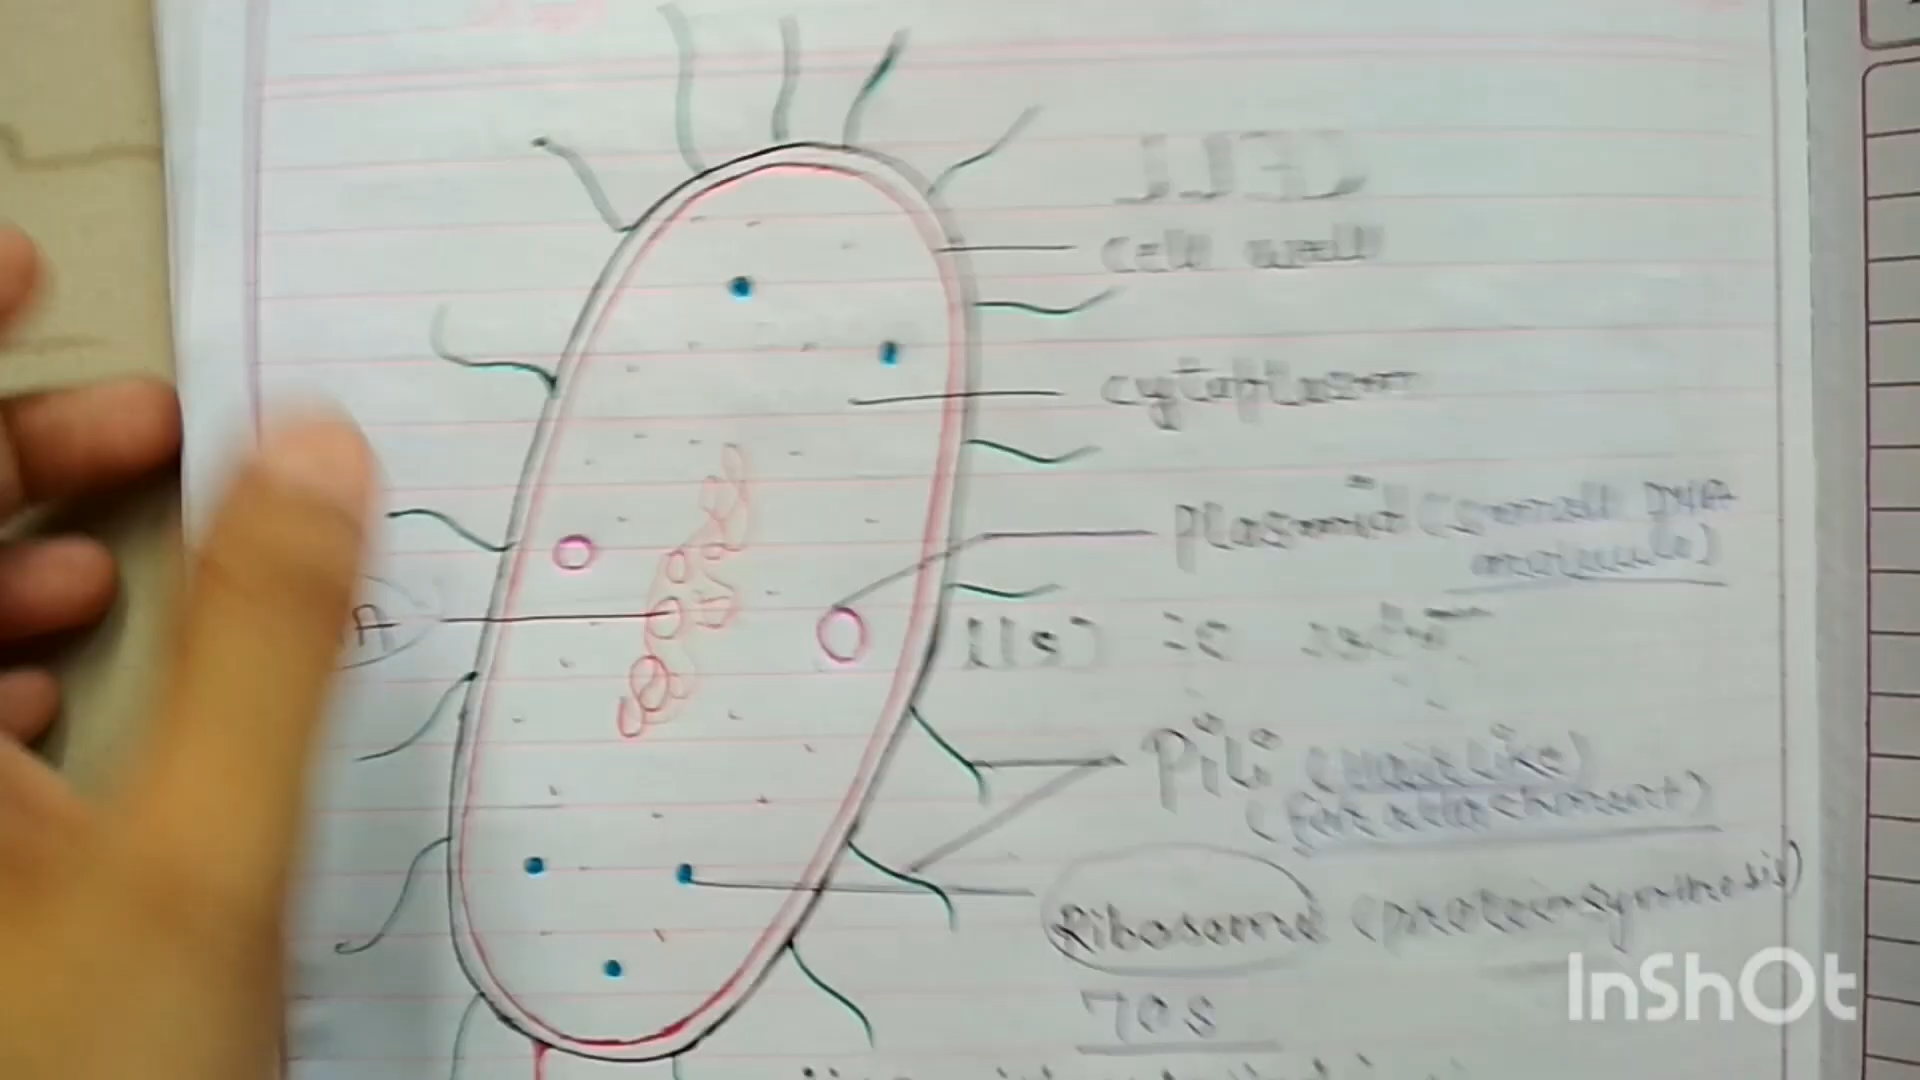 cell wall
cytoplasm
Plasmid (small DNA
molecule)
A
Pili (Hair like)
(for attachment)
Ribosome (protein synthesis)
70s
InShOt